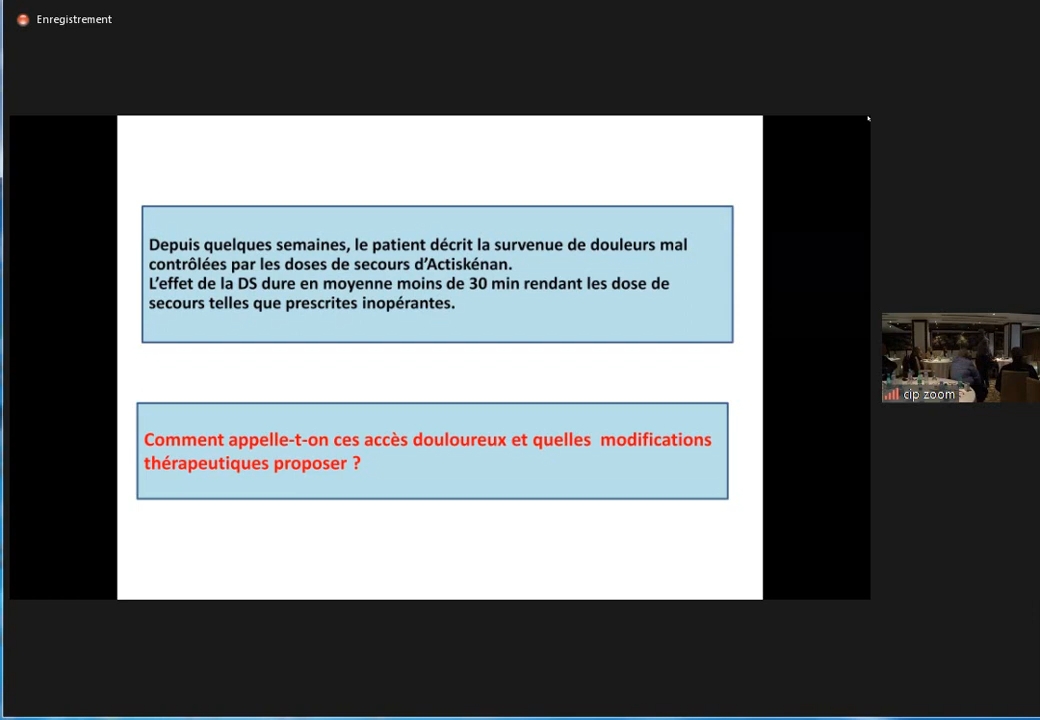 Enregistrement
Depuis quelques semaines, le patient décrit la survenue de douleurs mal
contrôlées par les doses de secours d'Actiskénan.
L'effet de la DS dure en moyenne moins de 30 min rendant les dose de
secours telles que prescrites inopérantes.
Comment appelle-t-on ces accès douloureux et quelles modifications
thérapeutiques proposer ?
cip zoom